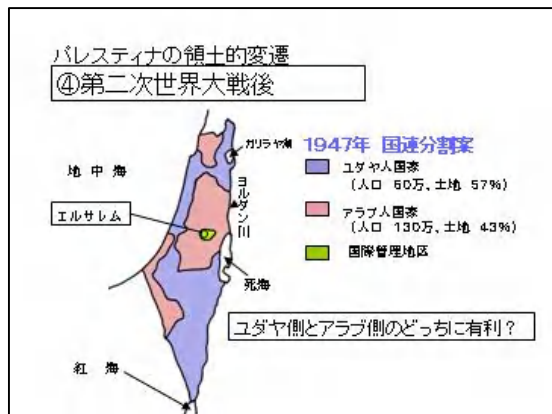 パレスティナの領土的変遷
④第二次世界大戦後
1947年 国連分割案
ガリラヤ湖
地中海
ヨルダン川
エルサレム
ユダヤ人国家
(人口 60万、土地 57%)
アラブ人国家
(人口 130万、土地 43%)
国際管理地区
死海
ユダヤ側とアラブ側のどっちに有利?
紅海